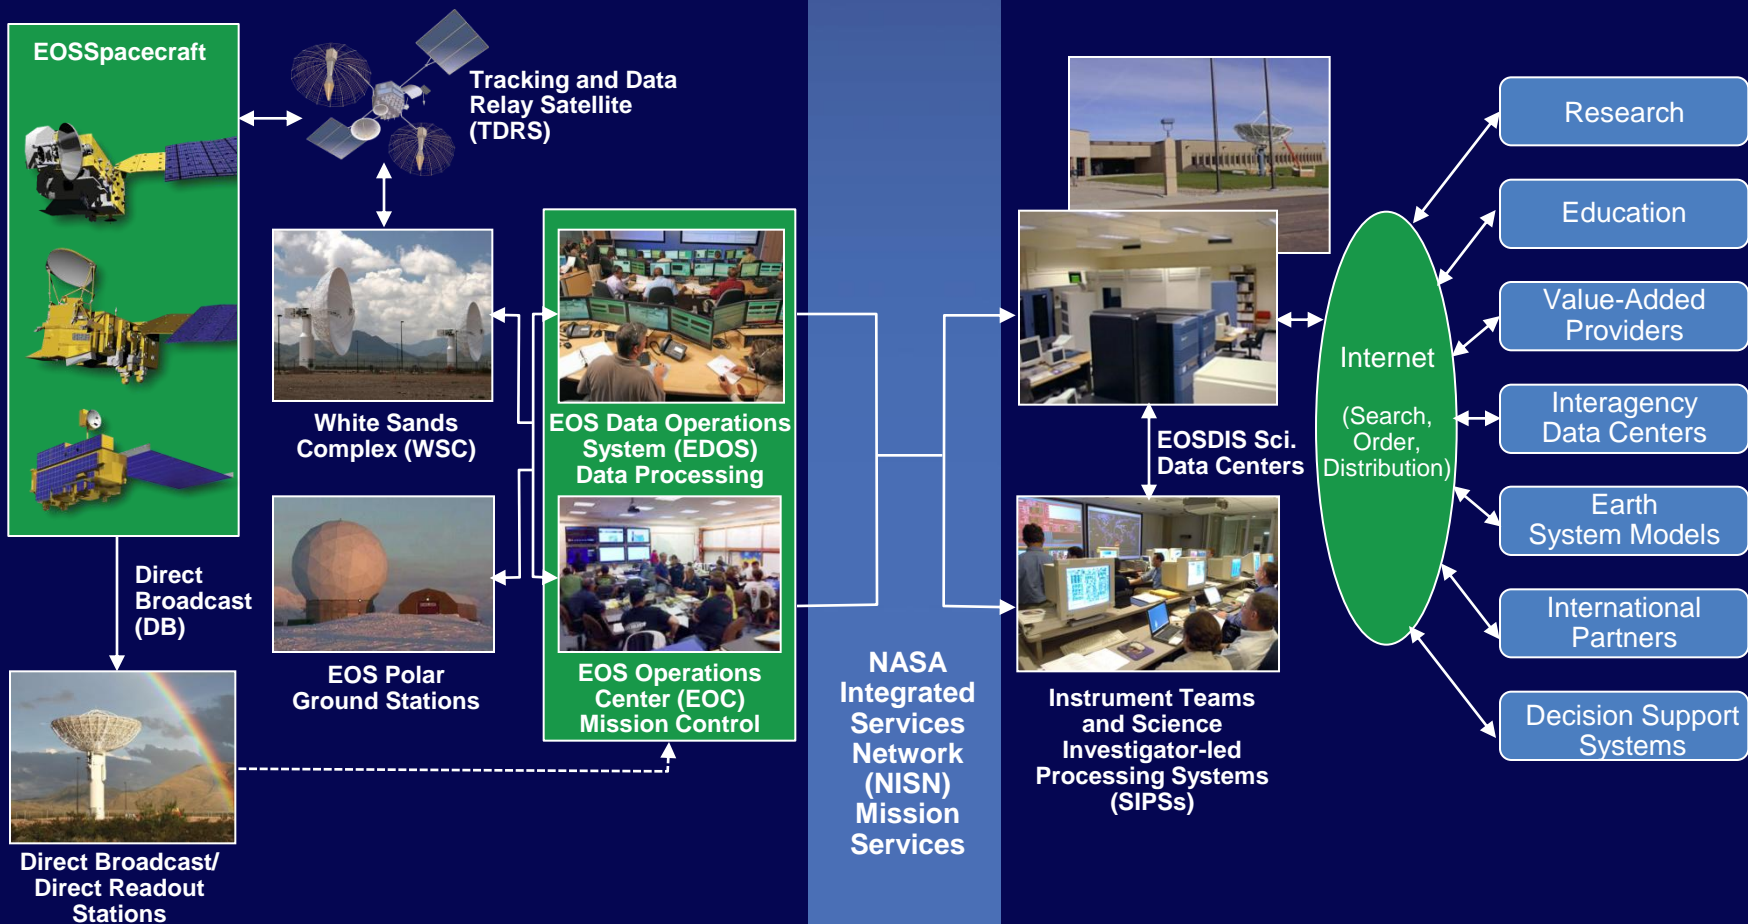 EOSSpacecraft
Tracking and Data
Relay Satellite
(TDRS)
White Sands
Complex (WSC)
EOS Data Operations
System (EDOS)
Data Processing
Direct
Broadcast
(DB)
EOS Polar
Ground Stations
EOS Operations
Center (EOC)
Mission Control
Direct Broadcast/
Direct Readout
Stations
NASA
Integrated
Services
Network
(NISN)
Mission
Services
EOSDIS Sci.
Data Centers
Instrument Teams
and Science
Investigator-led
Processing Systems
(SIPSs)
Internet
(Search,
Order,
Distribution)
Research
Education
Value-Added
Providers
Interagency
Data Centers
Earth
System Models
International
Partners
Decision Support
Systems